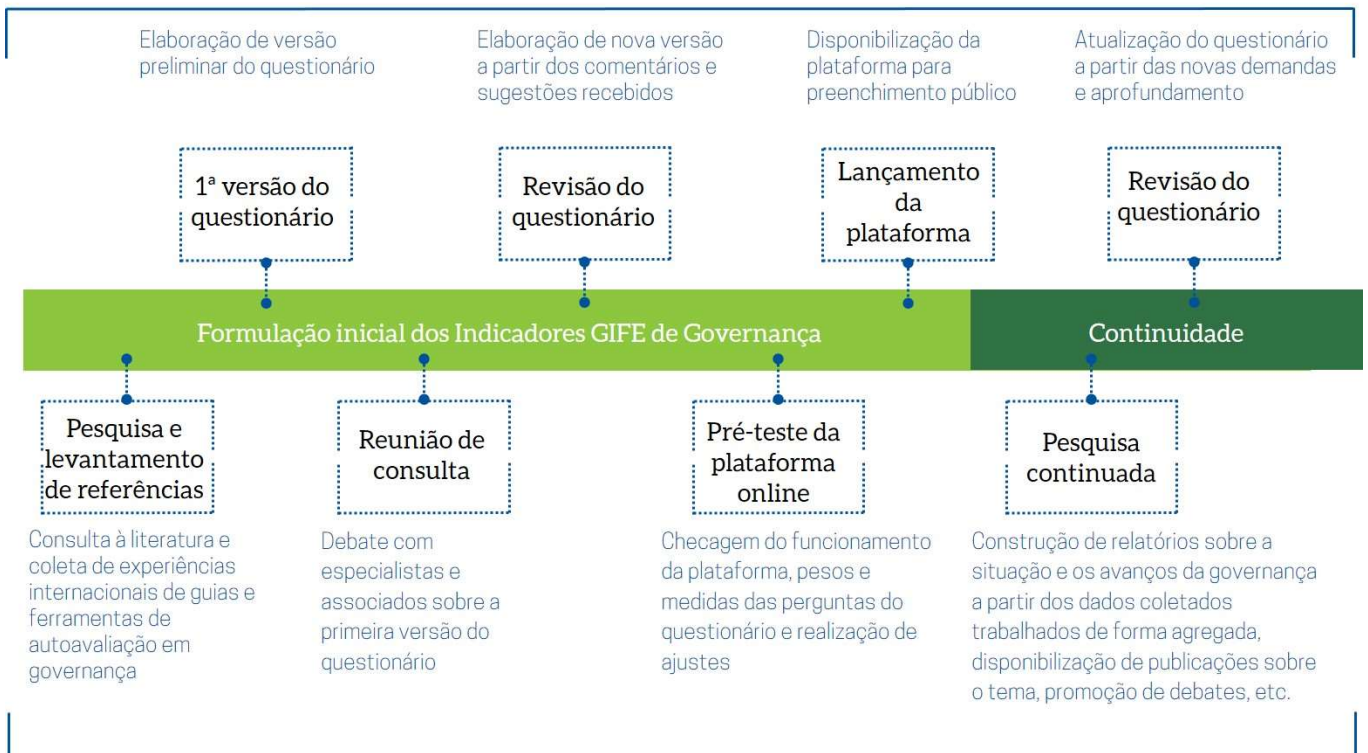 Elaboração de versão
preliminar do questionário
Elaboração de nova versão
a partir dos comentários e
sugestões recebidos
Disponibilização da
plataforma para
preenchimento público
Atualização do questionário
a partir das novas demandas
e aprofundamento
1ª versão do
questionário
Revisão do
questionário
Lançamento
da
plataforma
Revisão do
questionário
Formulação inicial dos Indicadores GIFE de Governança
Continuidade
Pesquisa e
levantamento
de referências
Reunião de
consulta
Pré-teste da
plataforma
online
Pesquisa
continuada
Consulta à literatura e
coleta de experiências
internacionais de guias e
ferramentas de
autoavaliação em
governança
Debate com
especialistas e
associados sobre a
primeira versão do
questionário
Checagem do funcionamento
da plataforma, pesos e
medidas das perguntas do
questionário e realização de
ajustes
Construção de relatórios sobre a
situação e os avanços da governança
a partir dos dados coletados
trabalhados de forma agregada,
disponibilização de publicações sobre
o tema, promoção de debates, etc.